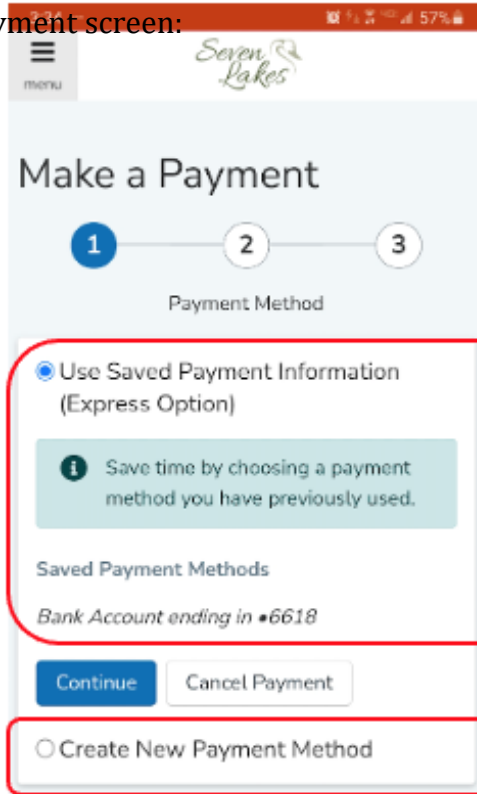 yment screen:
57%
menu
Seven
Lakes
Make a Payment
1 2 3
Payment Method
Use Saved Payment Information
(Express Option)
Save time by choosing a payment
method you have previously used.
Saved Payment Methods
Bank Account ending in •6618
Continue Cancel Payment
Create New Payment Method